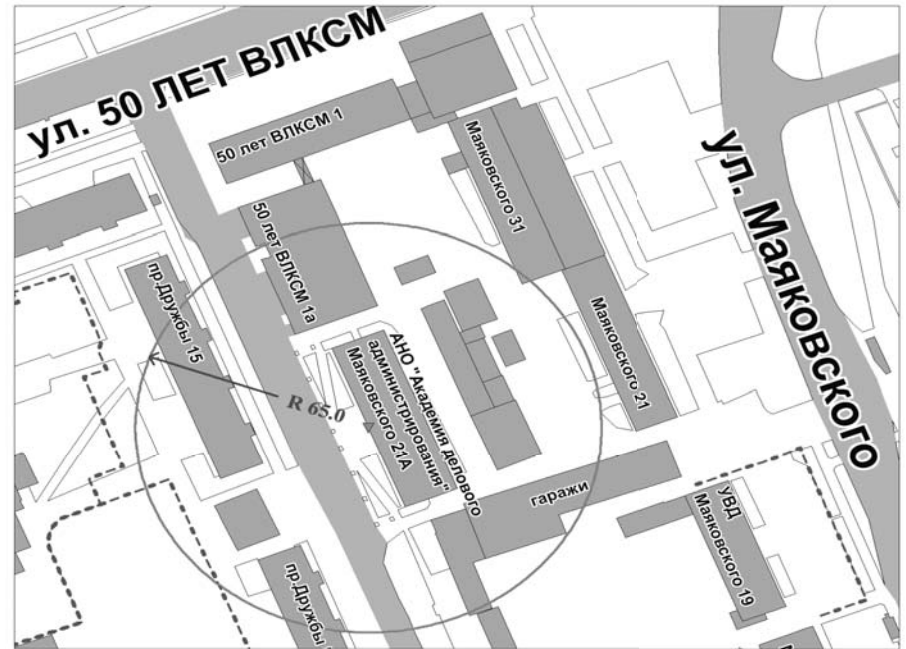 ул. 50 ЛЕТ ВЛКСМ
50 лет ВЛКСМ 1
Маяковского 31
ул. Маяковского
50 лет ВЛКСМ 1а
пр.Дружбы 15
R 65.0
АНО "Академия делового
администрирования"
Маяковского 21А
Маяковского 21
гаражи
УВД
Маяковского 19
пр.Дружбы